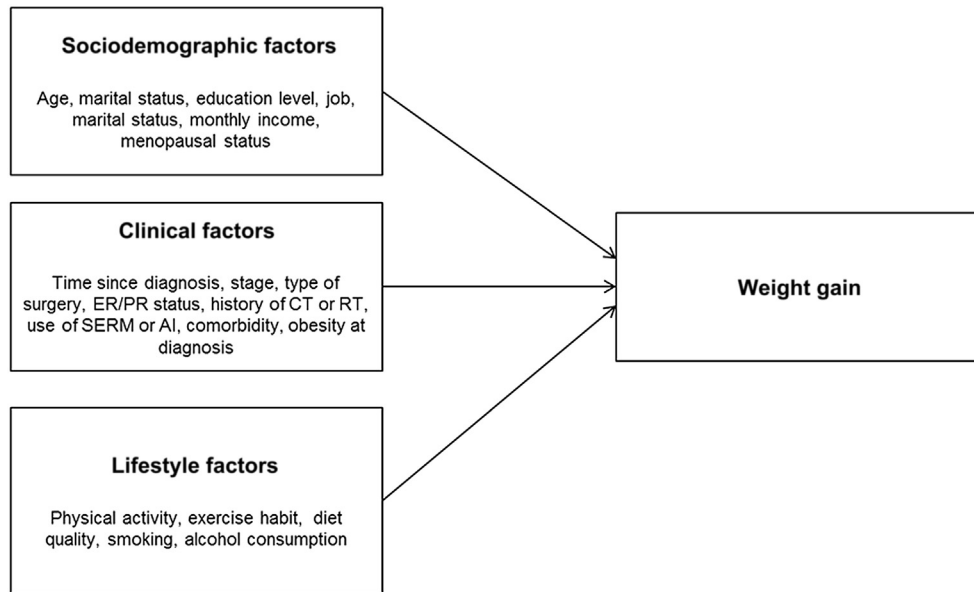 Sociodemographic factors
Age, marital status, education level, job,
marital status, monthly income,
menopausal status
Clinical factors
Time since diagnosis, stage, type of
surgery, ER/PR status, history of CT or RT,
use of SERM or AI, comorbidity, obesity at
diagnosis
Weight gain
Lifestyle factors
Physical activity, exercise habit, diet
quality, smoking, alcohol consumption